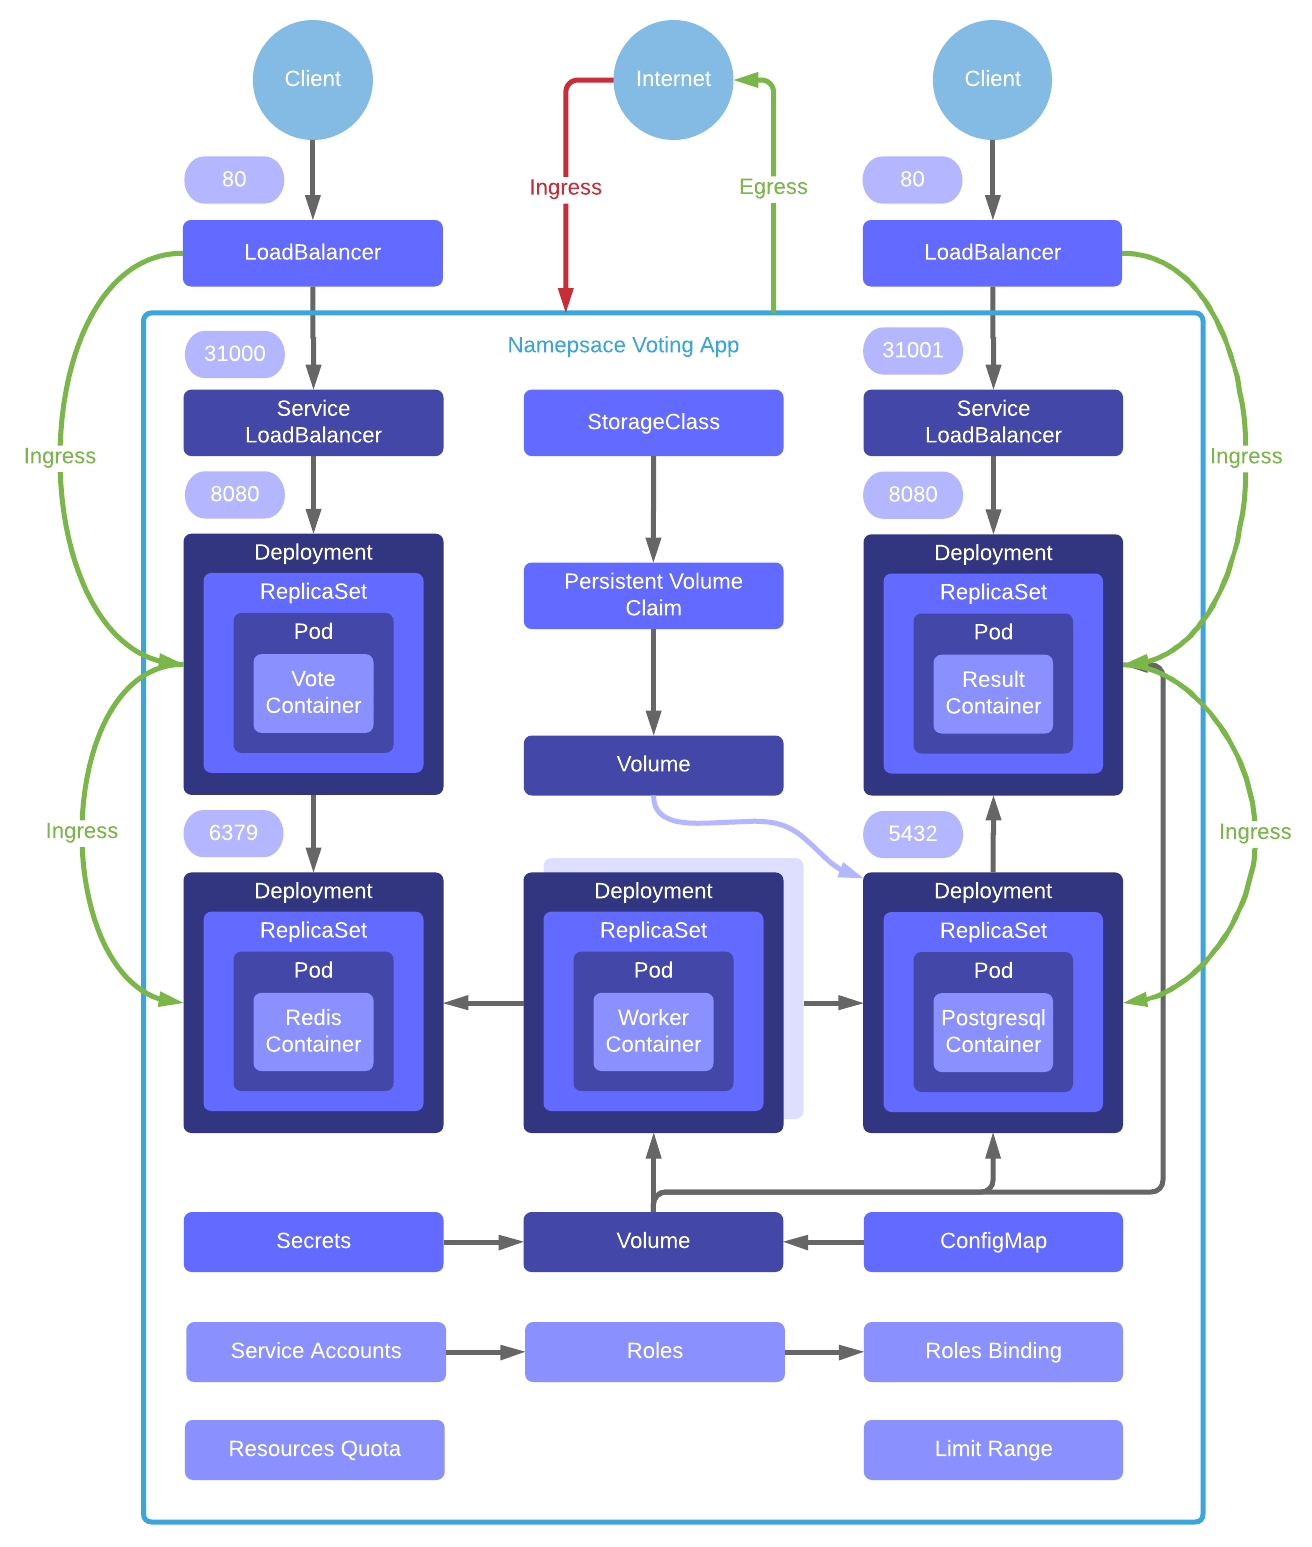 Client
Internet
Client
80
Ingress
Egress
80
LoadBalancer
LoadBalancer
31000
Namepsace Voting App
31001
Service
LoadBalancer
StorageClass
Service
LoadBalancer
Ingress
Ingress
8080
8080
Deployment
ReplicaSet
Pod
Vote
Container
Persistent Volume
Claim
Deployment
ReplicaSet
Pod
Result
Container
Volume
Ingress
6379
5432
Ingress
Deployment
ReplicaSet
Pod
Redis
Container
Deployment
ReplicaSet
Pod
Worker
Container
Deployment
ReplicaSet
Pod
Postgresql
Container
Secrets
Volume
ConfigMap
Service Accounts
Roles
Roles Binding
Resources Quota
Limit Range